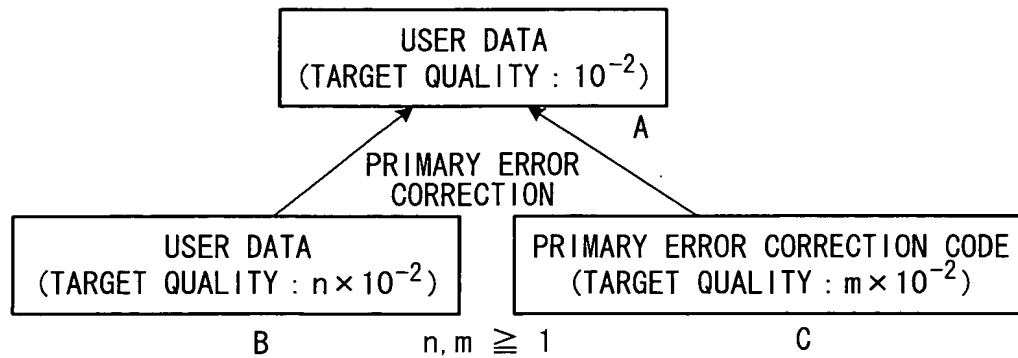 USER DATA
(TARGET QUALITY : 10⁻²)
A
PRIMARY ERROR
CORRECTION
USER DATA
(TARGET QUALITY : n×10⁻²)
B
PRIMARY ERROR CORRECTION CODE
(TARGET QUALITY : m×10⁻²)
C
n, m ≧ 1